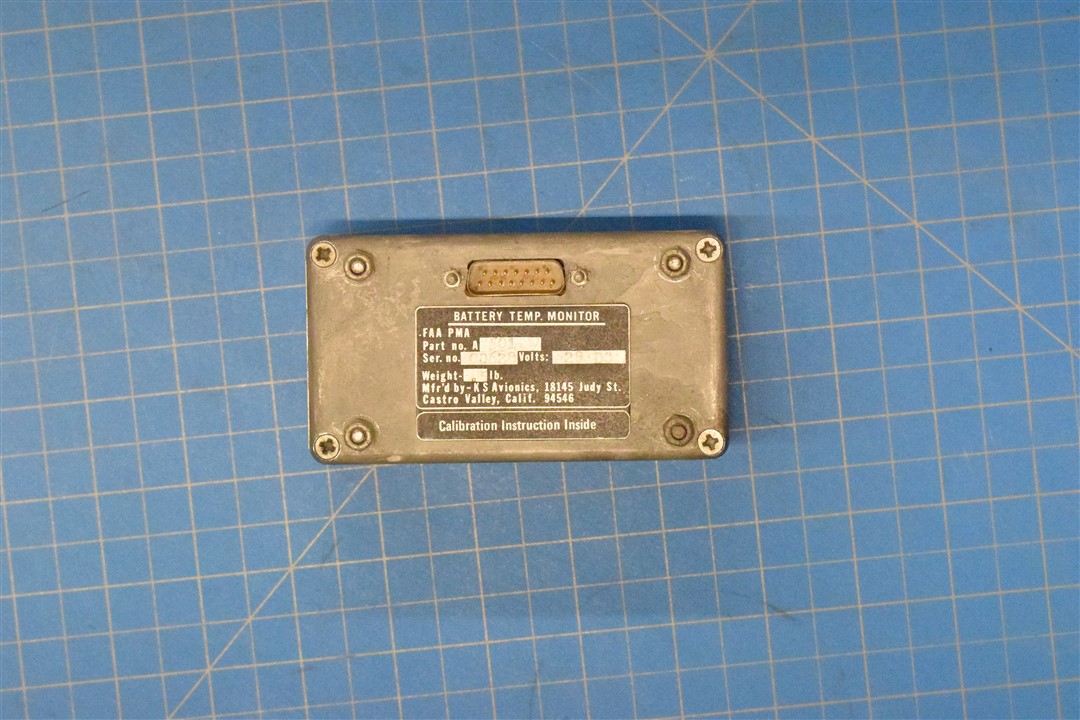 BATTERY TEMP. MONITOR
FAA PMA
Part no. A
Ser. no. Volts:
Weight- lb.
Mfr'd by-K S Avionics, 18145 Judy St.
Castro Valley, Calif. 94546
Calibration Instruction Inside